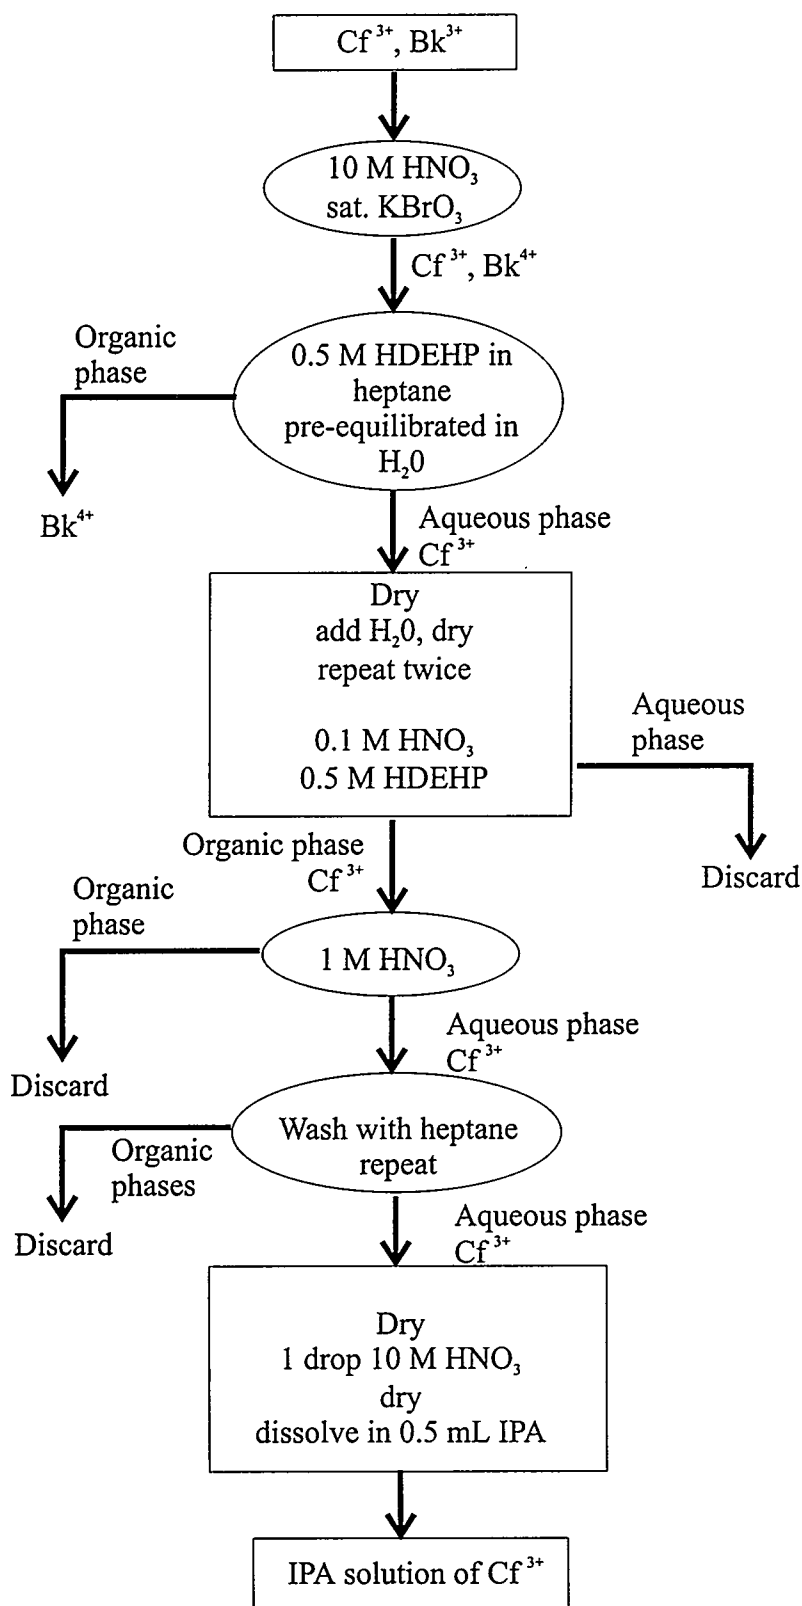 Cf³⁺, Bk³⁺
10 M HNO₃
sat. KBrO₃
Cf³⁺, Bk⁴⁺
Organic
phase
0.5 M HDEHP in
heptane
pre-equilibrated in
H₂0
Bk⁴⁺
Aqueous phase
Cf³⁺
Dry
add H₂0, dry
repeat twice
0.1 M HNO₃
0.5 M HDEHP
Aqueous
phase
Discard
Organic phase
Cf³⁺
Organic
phase
1 M HNO₃
Discard
Aqueous phase
Cf³⁺
Wash with heptane
repeat
Organic
phases
Discard
Aqueous phase
Cf³⁺
Dry
1 drop 10 M HNO₃
dry
dissolve in 0.5 mL IPA
IPA solution of Cf³⁺